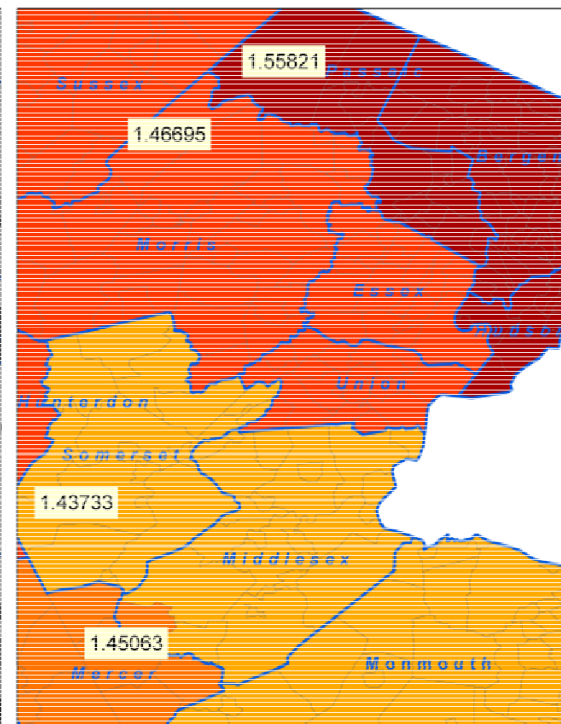 1.55821
Passaic
Sussex
1.46695
Bergen
Morris
Essex
Hudson
Union
Hunterdon
Somerset
1.43733
Middlesex
1.45063
Mercer
Monmouth